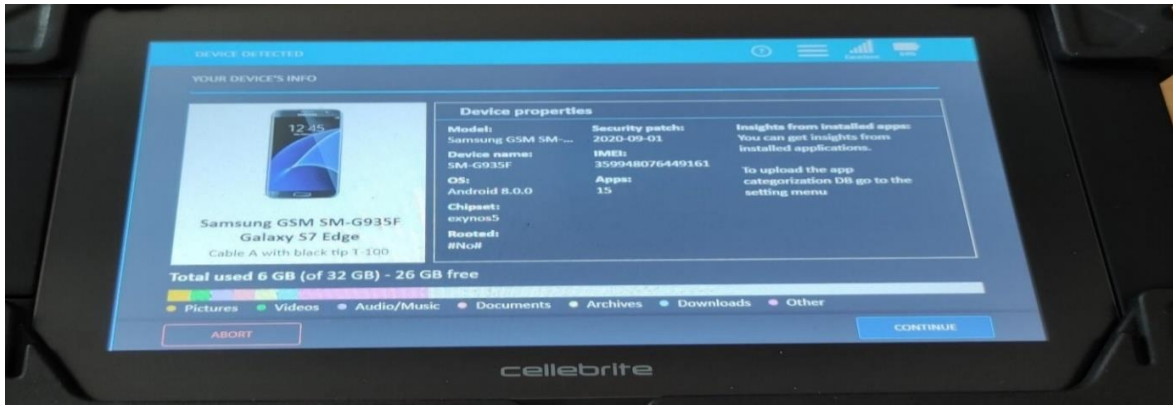 DEVICE DETECTED
YOUR DEVICE'S INFO
12 45
Samsung GSM SM-G935F
Galaxy S7 Edge
Cable A with black tip T-100
Device properties
Model:
Samsung GSM SM-...
Device name:
SM-G935F
OS:
Android 8.0.0
Chipset:
exynos5
Rooted:
#No#
Security patch:
2020-09-01
IMEI:
359948076449161
Apps:
15
Insights from installed apps:
You can get insights from
installed applications.
To upload the app
categorization DB go to the
setting menu
Total used 6 GB (of 32 GB) - 26 GB free
Pictures Videos Audio/Music Documents Archives Downloads Other
ABORT
CONTINUE
cellebrite